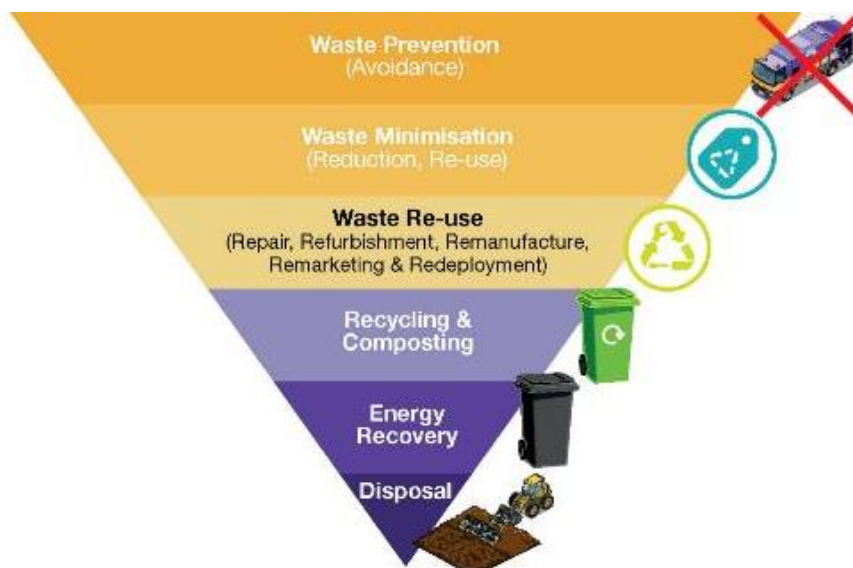 Waste Prevention
(Avoidance)
Waste Minimisation
(Reduction, Re-use)
Waste Re-use
(Repair, Refurbishment, Remanufacture,
Remarketing & Redeployment)
Recycling &
Composting
Energy
Recovery
Disposal